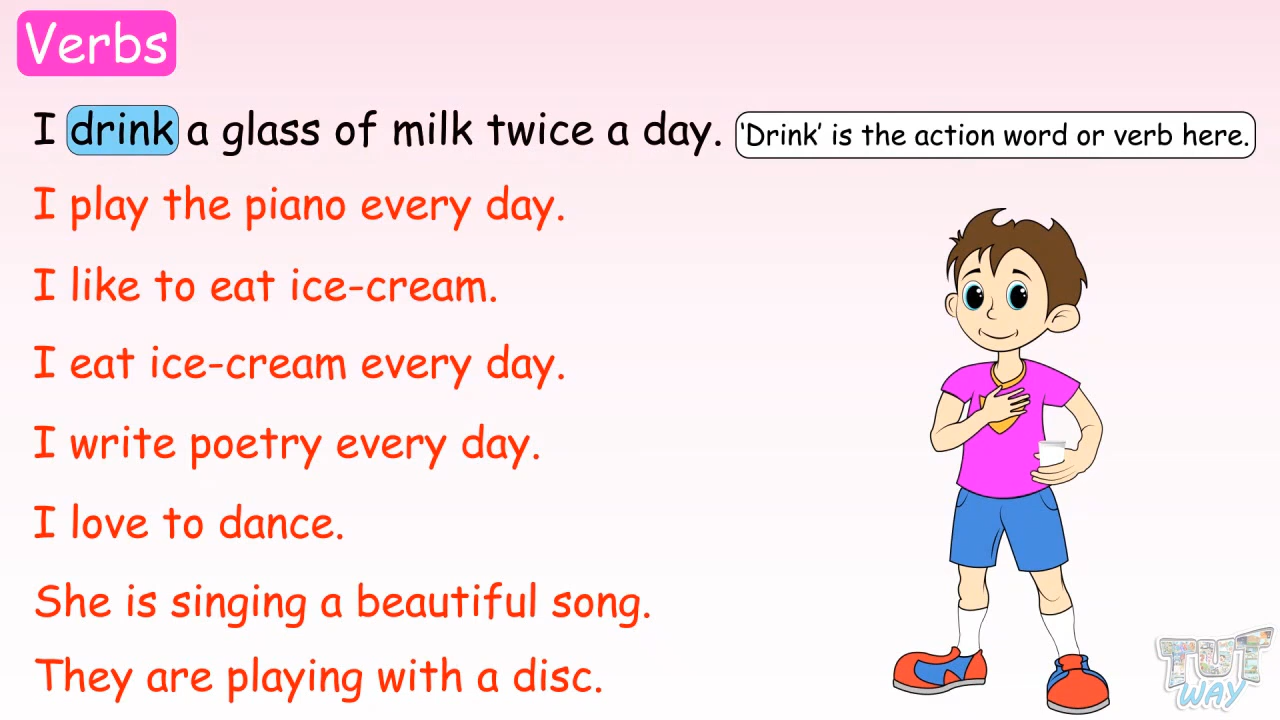 Verbs
I drink a glass of milk twice a day. ‘Drink’ is the action word or verb here.
I play the piano every day.
I like to eat ice-cream.
I eat ice-cream every day.
I write poetry every day.
I love to dance.
She is singing a beautiful song.
They are playing with a disc.
TUT
WAY